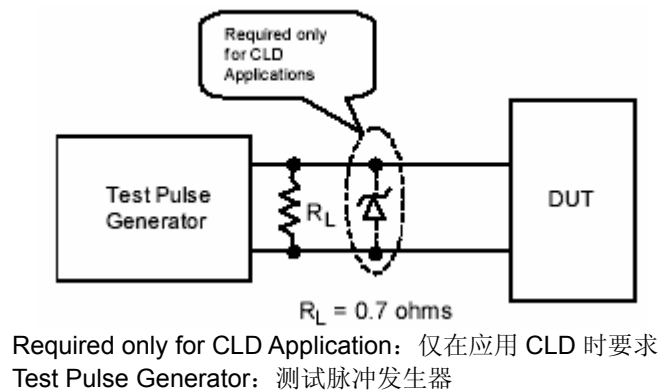 Required only
for CLD
Applications
Test Pulse
Generator
RL
DUT
RL = 0.7 ohms
Required only for CLD Application：仅在应用 CLD 时要求
Test Pulse Generator：测试脉冲发生器